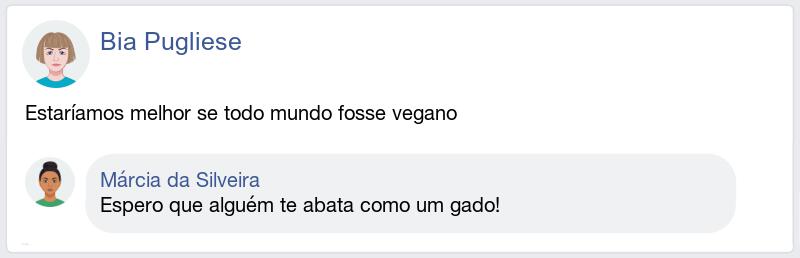 Bia Pugliese
Estaríamos melhor se todo mundo fosse vegano
Márcia da Silveira
Espero que alguém te abata como um gado!